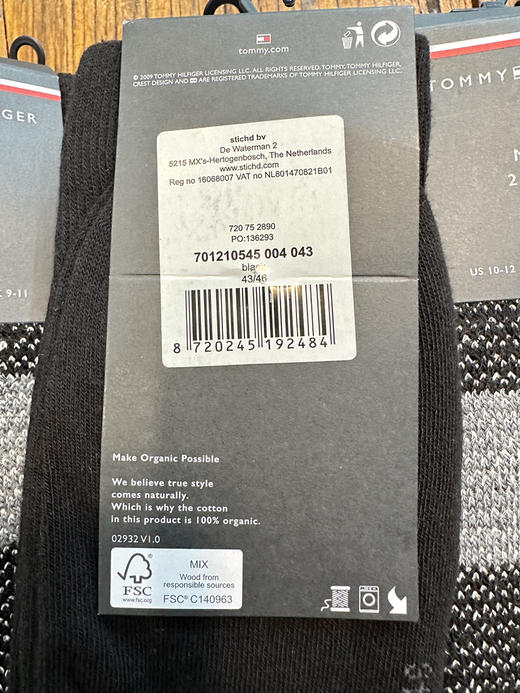 tommy.com
© 2009 TOMMY HILFIGER LICENSING LLC. ALL RIGHTS RESERVED. TOMMY, TOMMY HILFIGER,
CREST DESIGN AND ARE REGISTERED TRADEMARKS OF TOMMY HILFIGER LICENSING LLC.
FIGER
TOMMY
stichd bv
De Waterman 2
5215 MX's-Hertogenbosch, The Netherlands
www.stichd.com
Reg no 16068007 VAT no NL801470821B01
720 75 2890
PO:136293
701210545 004 043
black
43/46
8 720245 192484
9-11
US 10-12
Make Organic Possible
We believe true style
comes naturally.
Which is why the cotton
in this product is 100% organic.
02932 V1.0
FSC
www.fsc.org
MIX
Wood from
responsible sources
FSC® C140963